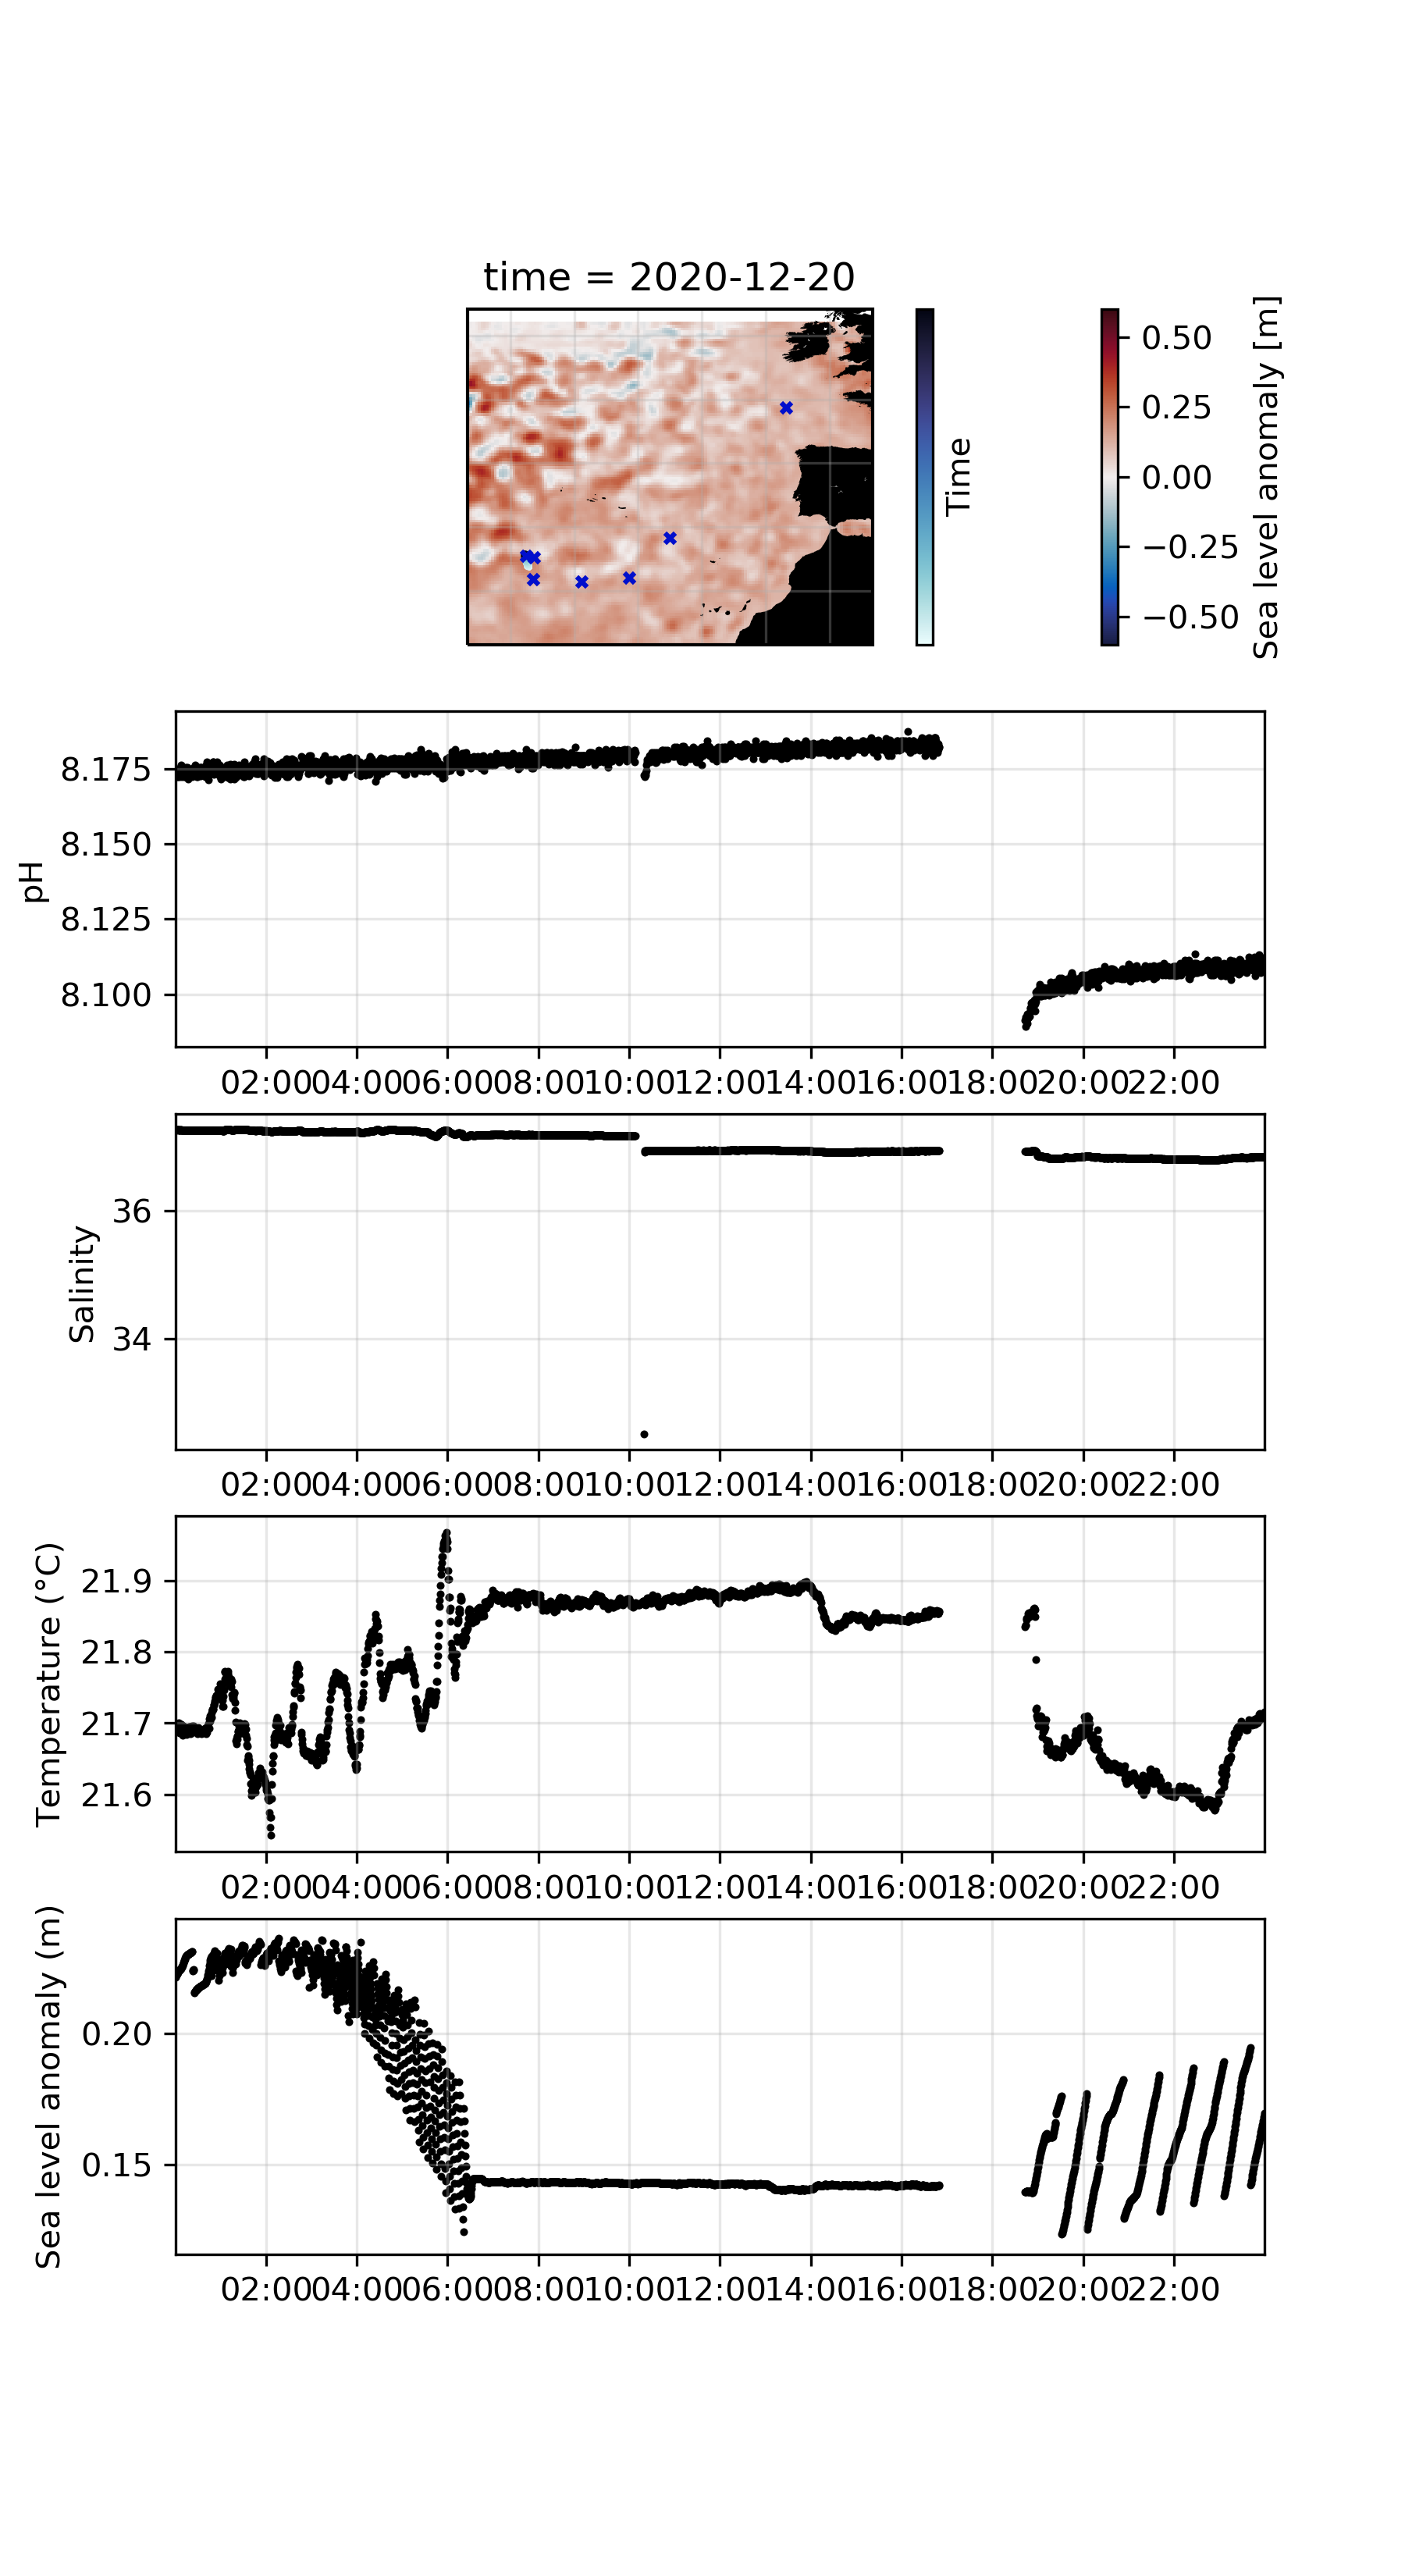 time = 2020-12-20
Time
0.50
0.25
0.00
−0.25
−0.50
Sea level anomaly [m]
pH
8.175
8.150
8.125
8.100
02:00 04:00 06:00 08:00 10:00 12:00 14:00 16:00 18:00 20:00 22:00
Salinity
36
34
02:00 04:00 06:00 08:00 10:00 12:00 14:00 16:00 18:00 20:00 22:00
Temperature (°C)
21.9
21.8
21.7
21.6
02:00 04:00 06:00 08:00 10:00 12:00 14:00 16:00 18:00 20:00 22:00
Sea level anomaly (m)
0.20
0.15
02:00 04:00 06:00 08:00 10:00 12:00 14:00 16:00 18:00 20:00 22:00